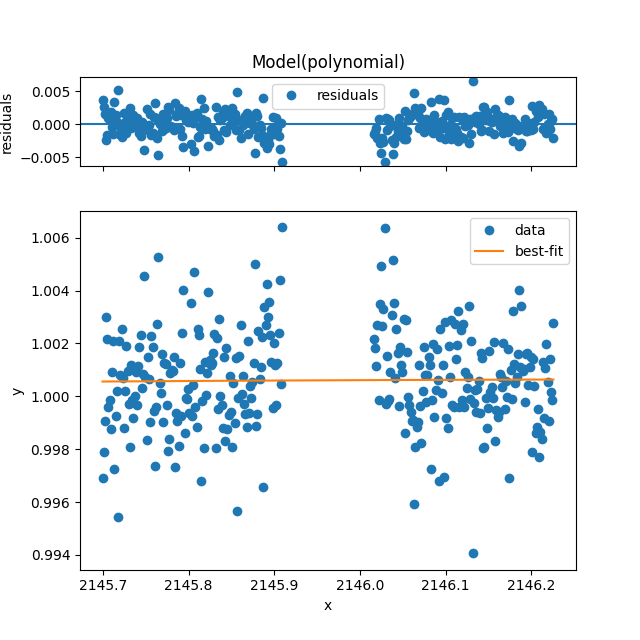 Model(polynomial)
residuals
0.005
0.000
−0.005
residuals
y
1.006
1.004
1.002
1.000
0.998
0.996
0.994
data
best-fit
2145.7 2145.8 2145.9 2146.0 2146.1 2146.2
x